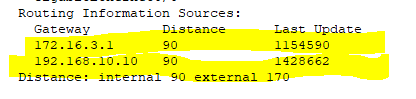 Routing Information Sources:
Gateway Distance Last Update
172.16.3.1 90 1154590
192.168.10.10 90 1428662
Distance: internal 90 external 170